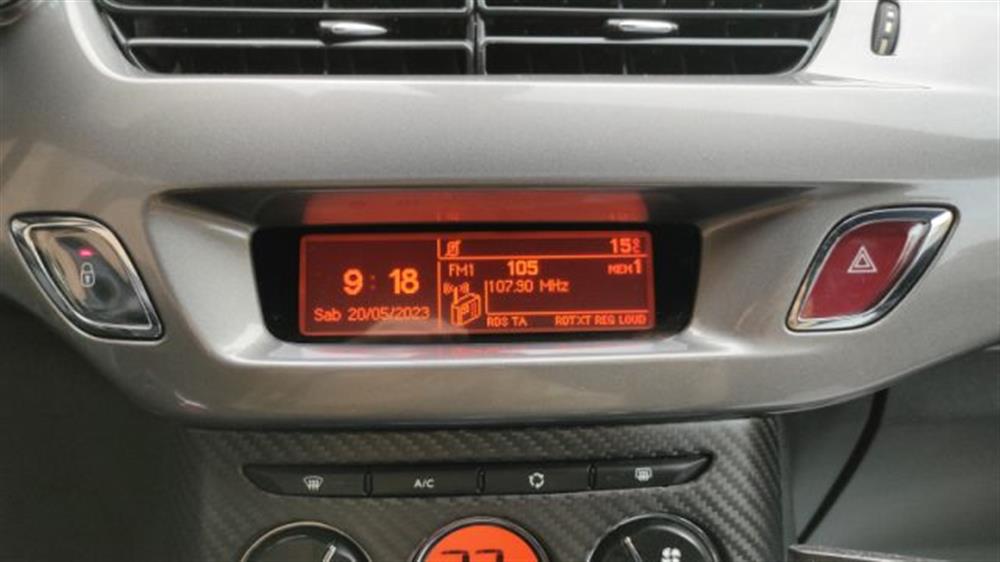 15°C
9:18
FM1 105 MEM1
107.90 MHz
Sab 20/05/2023
RDS TA RDTXT REG LOUD
A/C